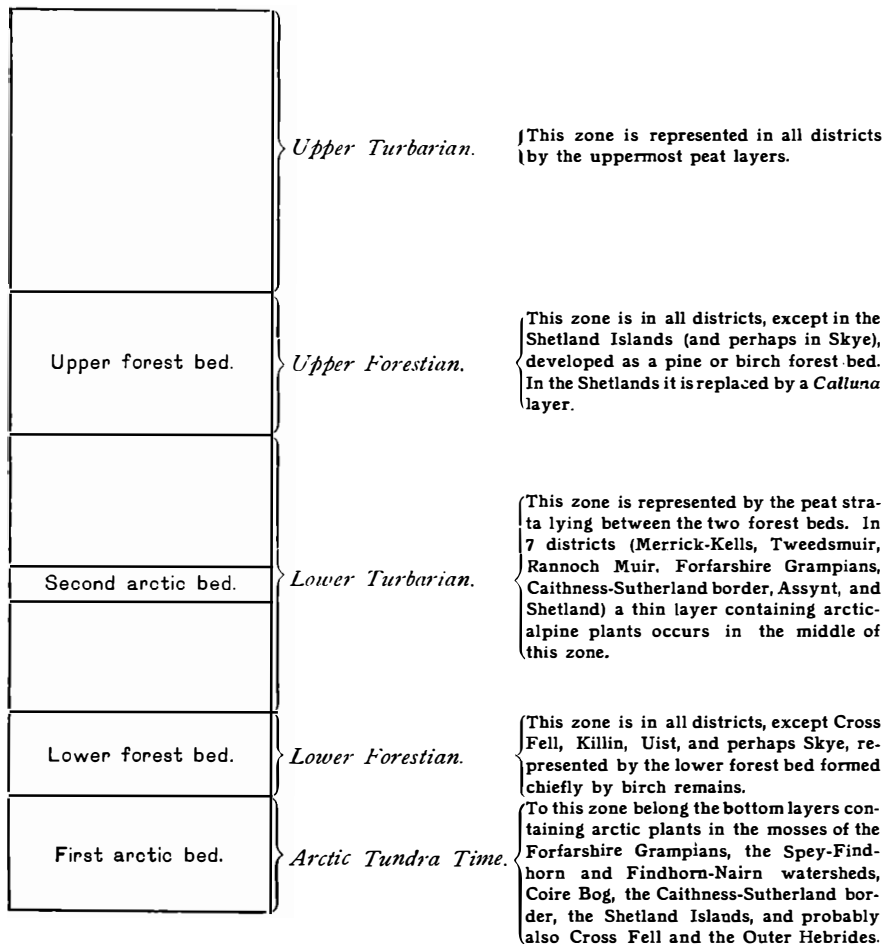 Upper Turbarian.
This zone is represented in all districts
by the uppermost peat layers.
Upper forest bed.
Upper Forestian.
This zone is in all districts, except in the
Shetland Islands (and perhaps in Skye),
developed as a pine or birch forest bed.
In the Shetlands it is replaced by a Calluna
layer.
Second arctic bed.
Lower Turbarian.
This zone is represented by the peat stra-
ta lying between the two forest beds. In
7 districts (Merrick-Kells, Tweedsmuir,
Rannoch Muir, Forfarshire Grampians,
Caithness-Sutherland border, Assynt, and
Shetland) a thin layer containing arctic-
alpine plants occurs in the middle of
this zone.
Lower forest bed.
Lower Forestian.
This zone is in all districts, except Cross
Fell, Killin, Uist, and perhaps Skye, re-
presented by the lower forest bed formed
chiefly by birch remains.
First arctic bed.
Arctic Tundra Time.
To this zone belong the bottom layers con-
taining arctic plants in the mosses of the
Forfarshire Grampians, the Spey-Find-
horn and Findhorn-Nairn watersheds,
Coire Bog, the Caithness-Sutherland bor-
der, the Shetland Islands, and probably
also Cross Fell and the Outer Hebrides.